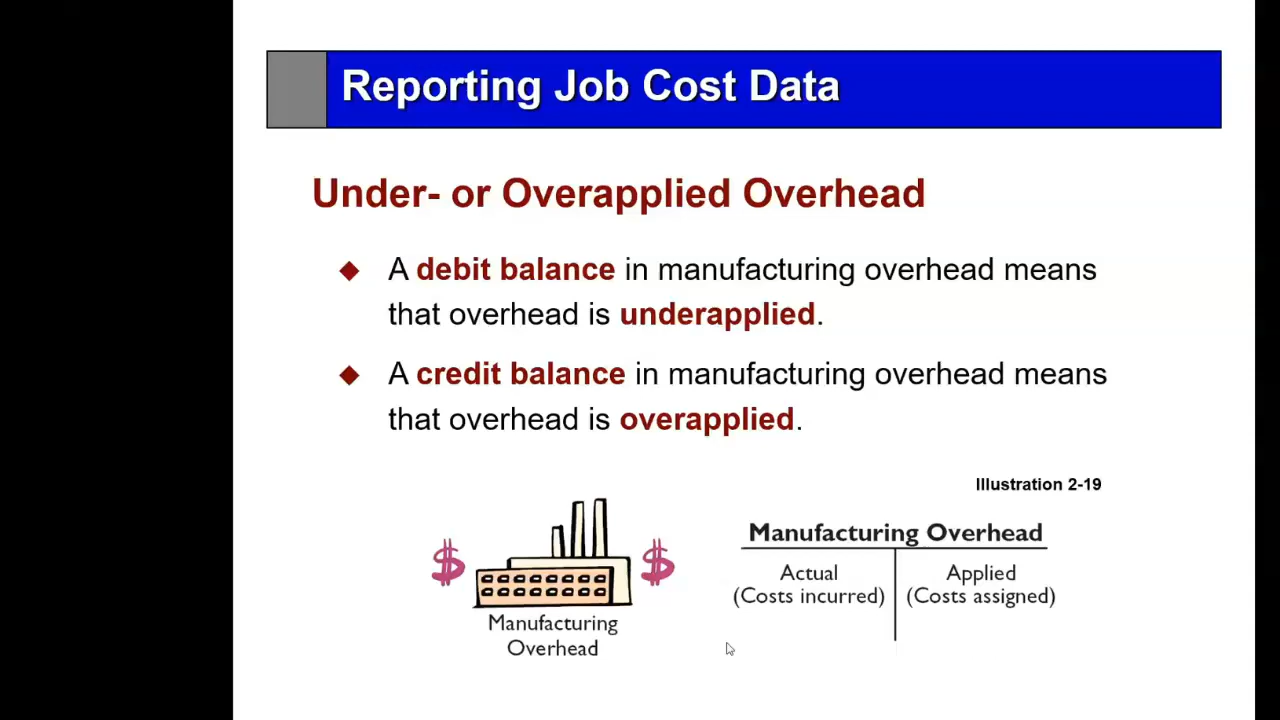 Reporting Job Cost Data
Under- or Overapplied Overhead
A debit balance in manufacturing overhead means
that overhead is underapplied.
A credit balance in manufacturing overhead means
that overhead is overapplied.
Illustration 2-19
$ $
Manufacturing
Overhead
Manufacturing Overhead
Actual
(Costs incurred)
Applied
(Costs assigned)